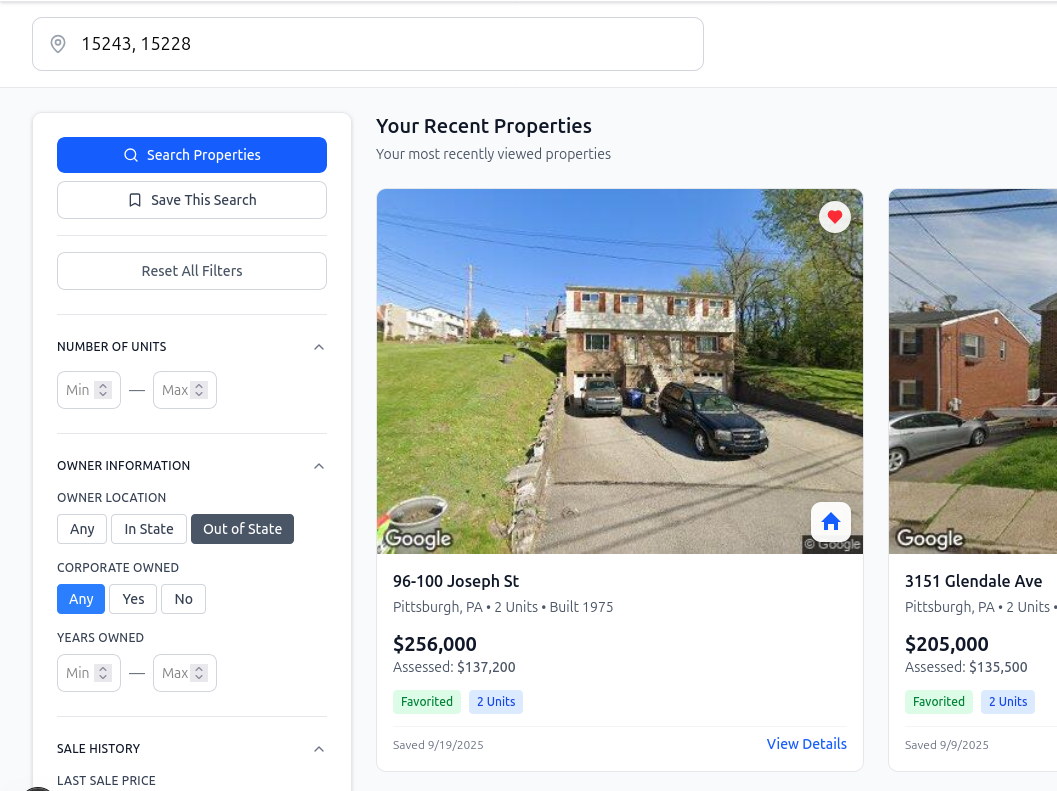 15243, 15228
Search Properties
Save This Search
Reset All Filters
NUMBER OF UNITS
Min — Max
OWNER INFORMATION
OWNER LOCATION
Any In State Out of State
CORPORATE OWNED
Any Yes No
YEARS OWNED
Min — Max
SALE HISTORY
LAST SALE PRICE
Your Recent Properties
Your most recently viewed properties
Google
© Google
96-100 Joseph St
Pittsburgh, PA • 2 Units • Built 1975
$256,000
Assessed: $137,200
Favorited 2 Units
Saved 9/19/2025 View Details
Google
3151 Glendale Ave
Pittsburgh, PA • 2 Units •
$205,000
Assessed: $135,500
Favorited 2 Units
Saved 9/9/2025